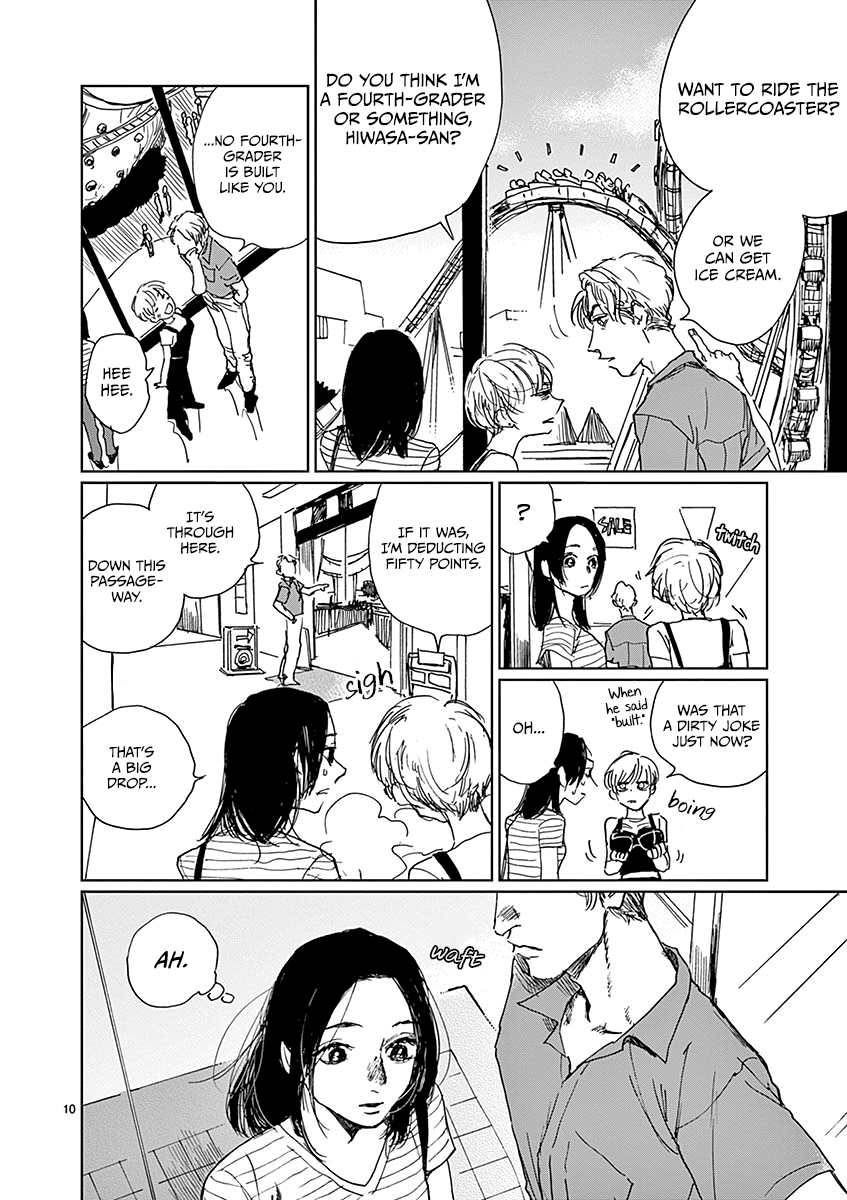 WANT TO RIDE THE
ROLLERCOASTER?
OR WE
CAN GET
ICE CREAM.
DO YOU THINK I'M
A FOURTH-GRADER
OR SOMETHING,
HIWASA-SAN?
...NO FOURTH-
GRADER
IS BUILT
LIKE YOU.
HEE
HEE.
?
SALE
twitch
WAS THAT
A DIRTY JOKE
JUST NOW?
When
he said
"built."
OH...
boing
IF IT WAS,
I'M DEDUCTING
FIFTY POINTS.
IT'S
THROUGH
HERE.
DOWN THIS
PASSAGE-
WAY.
sigh
THAT'S
A BIG
DROP...
AH.
waft
10